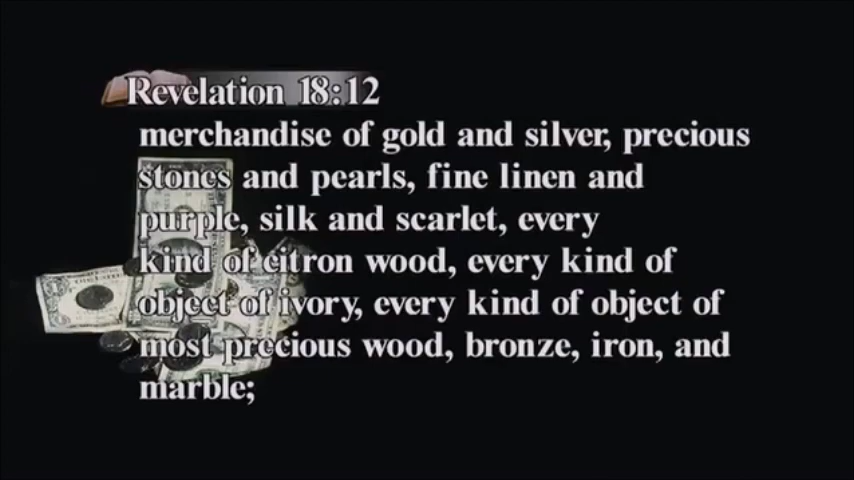 Revelation 18:12
merchandise of gold and silver, precious
stones and pearls, fine linen and
purple, silk and scarlet, every
kind of citron wood, every kind of
object of ivory, every kind of object of
most precious wood, bronze, iron, and
marble;